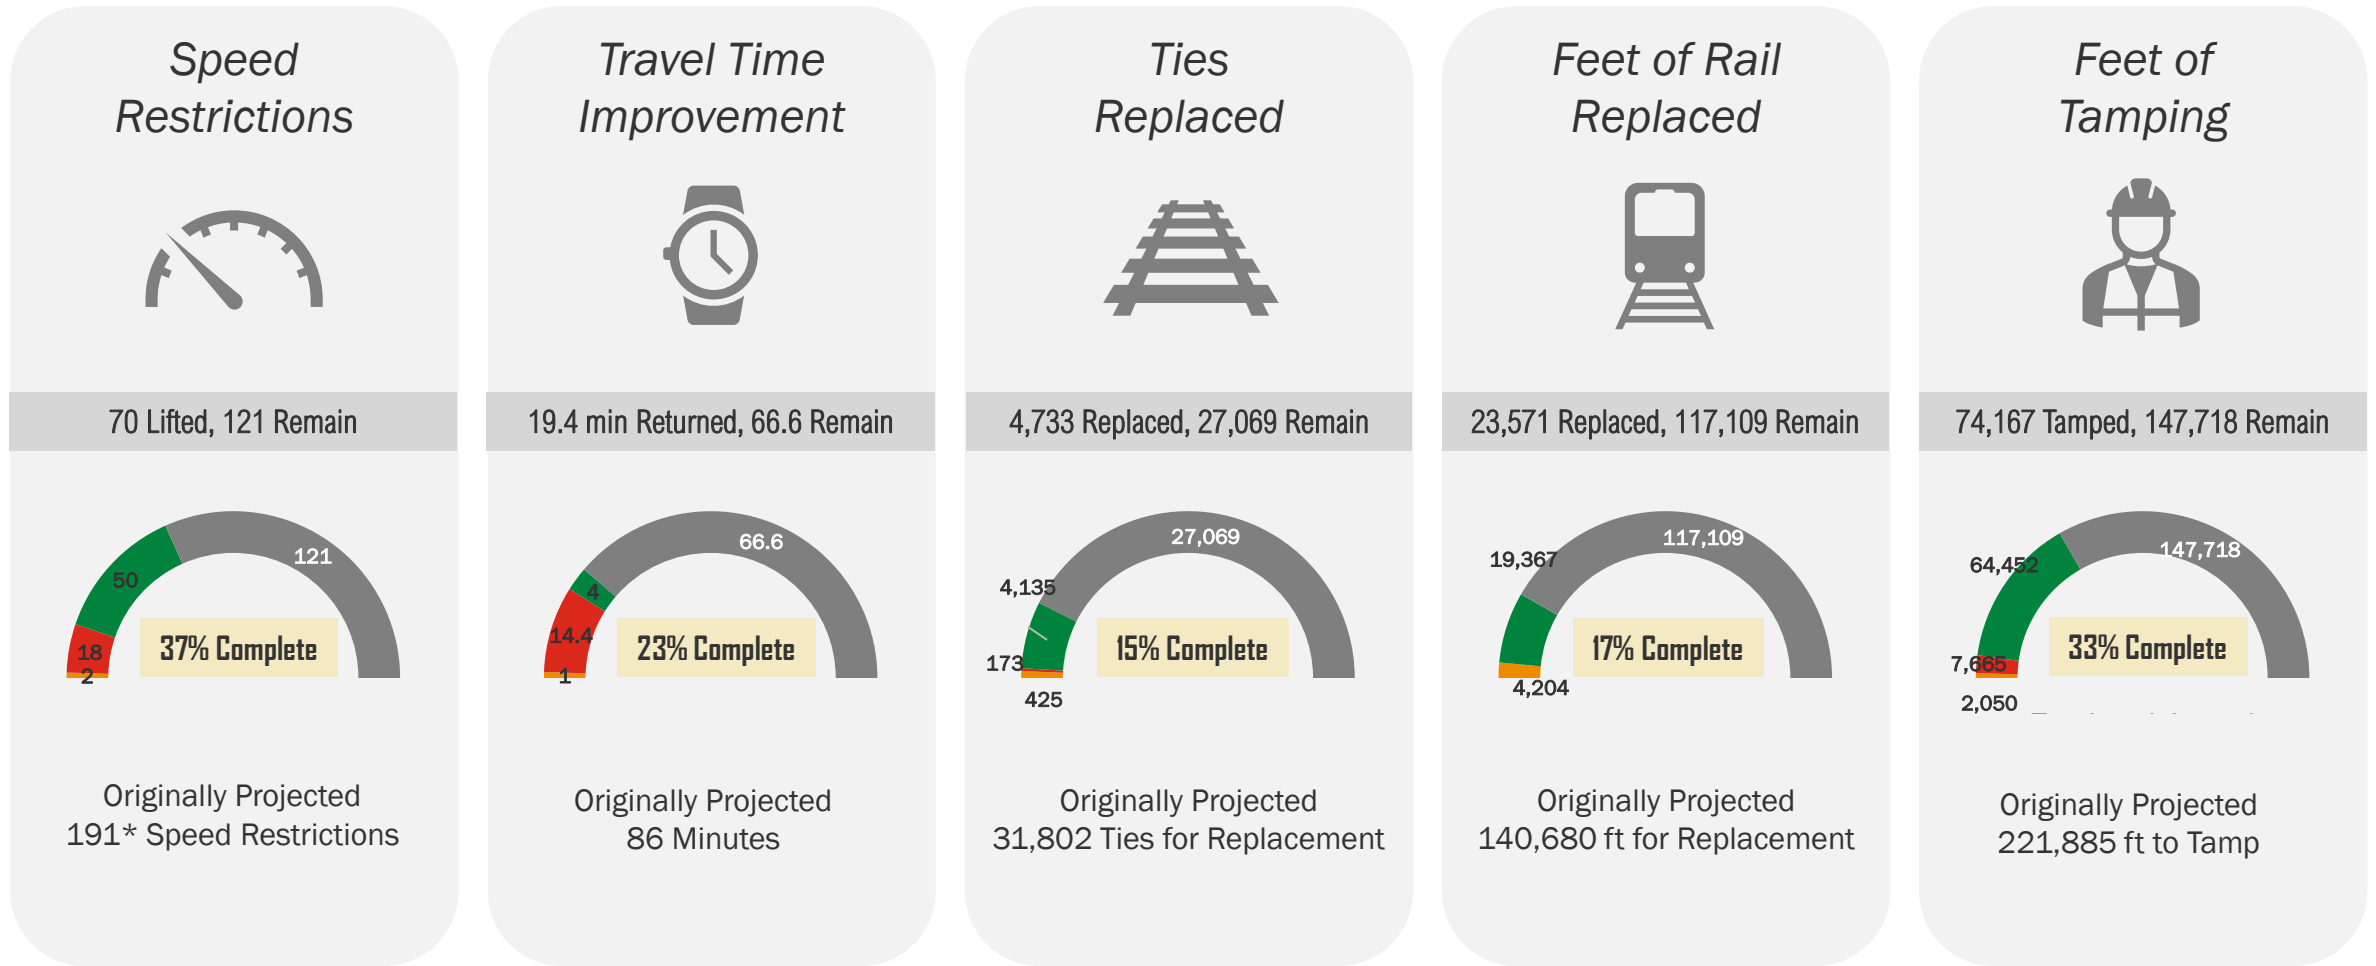 Speed
Restrictions
70 Lifted, 121 Remain
121
50
18
2
37% Complete
Originally Projected
191* Speed Restrictions
Travel Time
Improvement
19.4 min Returned, 66.6 Remain
66.6
4
14.4
1
23% Complete
Originally Projected
86 Minutes
Ties
Replaced
4,733 Replaced, 27,069 Remain
27,069
4,135
173
425
15% Complete
Originally Projected
31,802 Ties for Replacement
Feet of Rail
Replaced
23,571 Replaced, 117,109 Remain
117,109
19,367
4,204
17% Complete
Originally Projected
140,680 ft for Replacement
Feet of
Tamping
74,167 Tamped, 147,718 Remain
147,718
64,452
7,665
2,050
33% Complete
Originally Projected
221,885 ft to Tamp